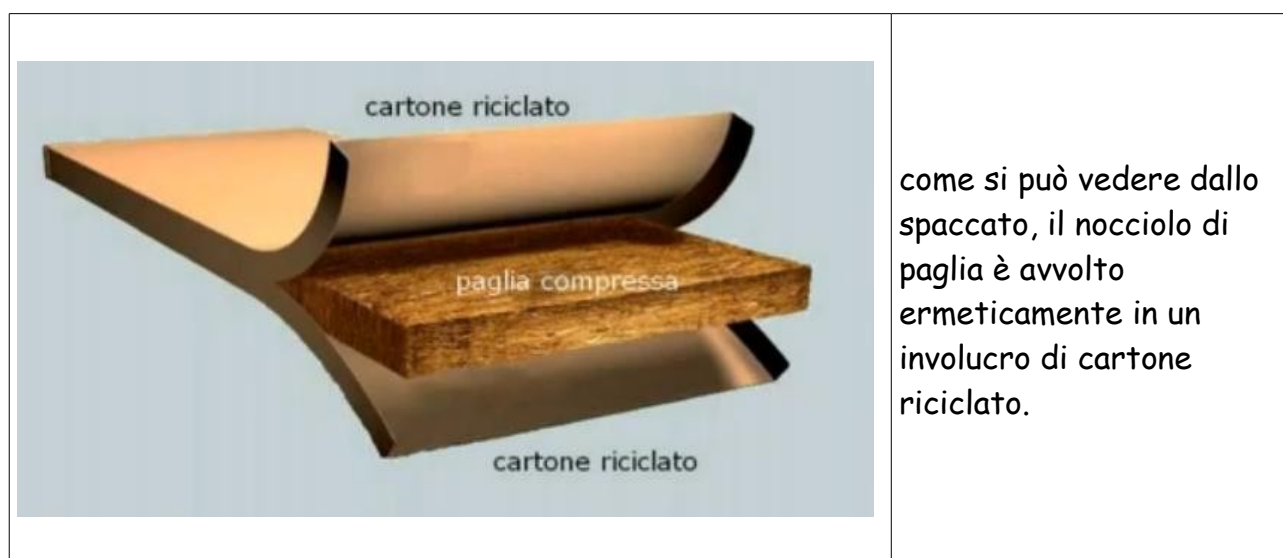 cartone riciclato
paglia compressa
cartone riciclato
come si può vedere dallo
spaccato, il nocciolo di
paglia è avvolto
ermeticamente in un
involucro di cartone
riciclato.